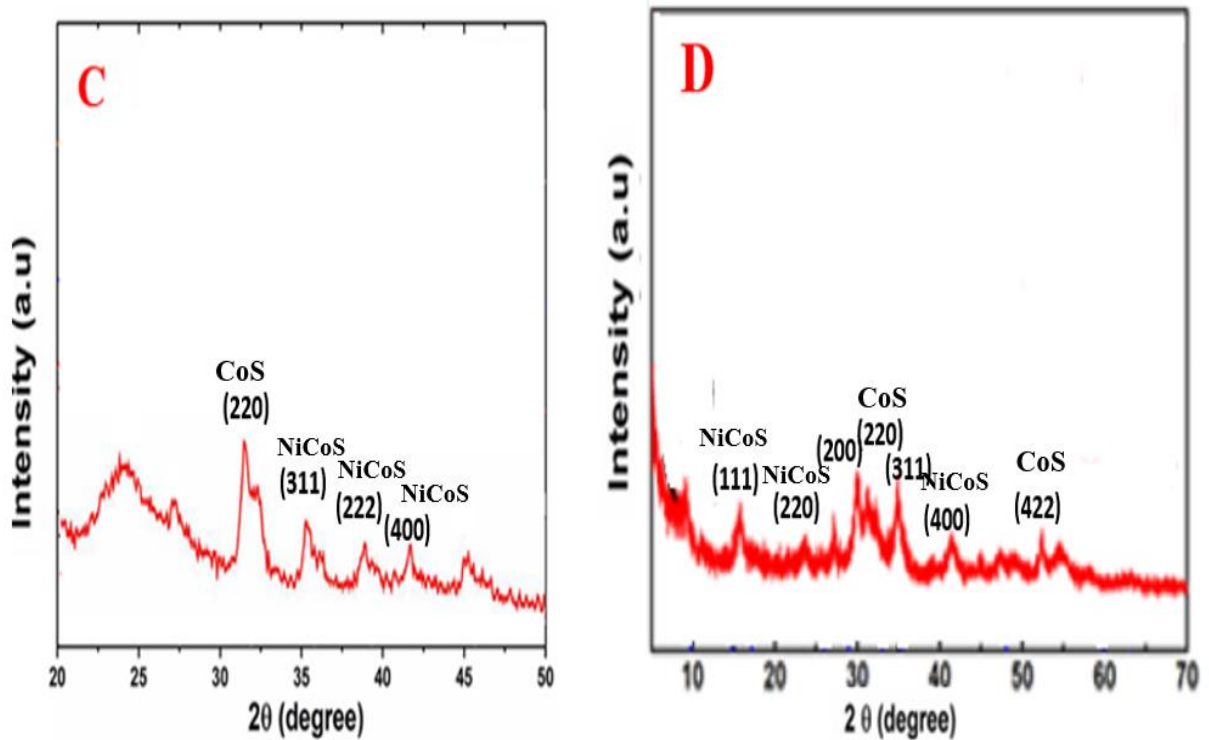 C
Intensity (a.u)
CoS
(220)
NiCoS
(311)
NiCoS
(222)
NiCoS
(400)
20 25 30 35 40 45 50
2θ (degree)
D
Intensity (a.u)
NiCoS
(111)
NiCoS
(220)
(200)
CoS
(220)
(311)
NiCoS
(400)
CoS
(422)
10 20 30 40 50 60 70
2 θ (degree)